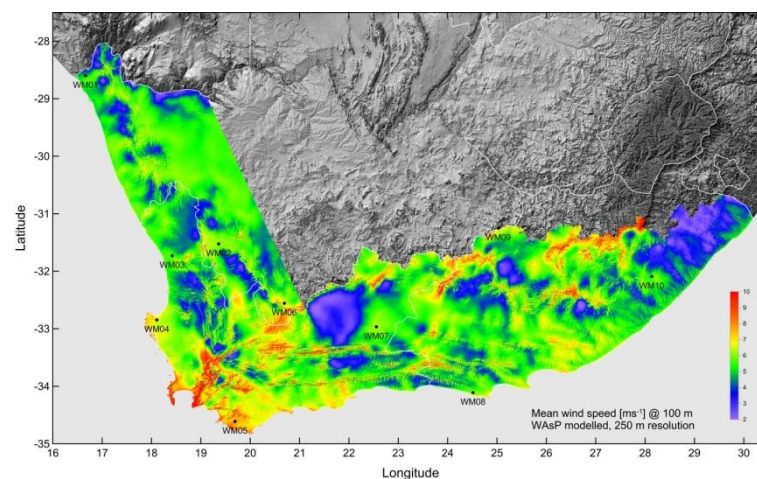 -28
-29
-30
-31
-32
-33
-34
-35
Latitude
16 17 18 19 20 21 22 23 24 25 26 27 28 29 30
Longitude
WM01
WM02
WM03
WM04
WM05
WM06
WM07
WM08
WM09
WM10
10
9
8
7
6
5
4
3
2
Mean wind speed [ms⁻¹] @ 100 m
WAsP modelled, 250 m resolution